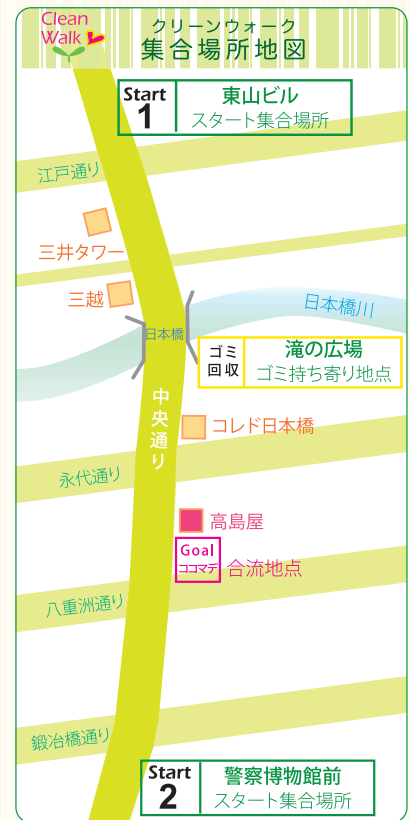 Clean
Walk
クリーンウォーク
集合場所地図
Start
1
東山ビル
スタート集合場所
江戸通り
三井タワー
三越
日本橋川
日本橋
ゴミ
回収
滝の広場
ゴミ持ち寄り地点
中央通り
コレド日本橋
永代通り
高島屋
Goal
ココマデ
合流地点
八重洲通り
鍛冶橋通り
Start
2
警察博物館前
スタート集合場所